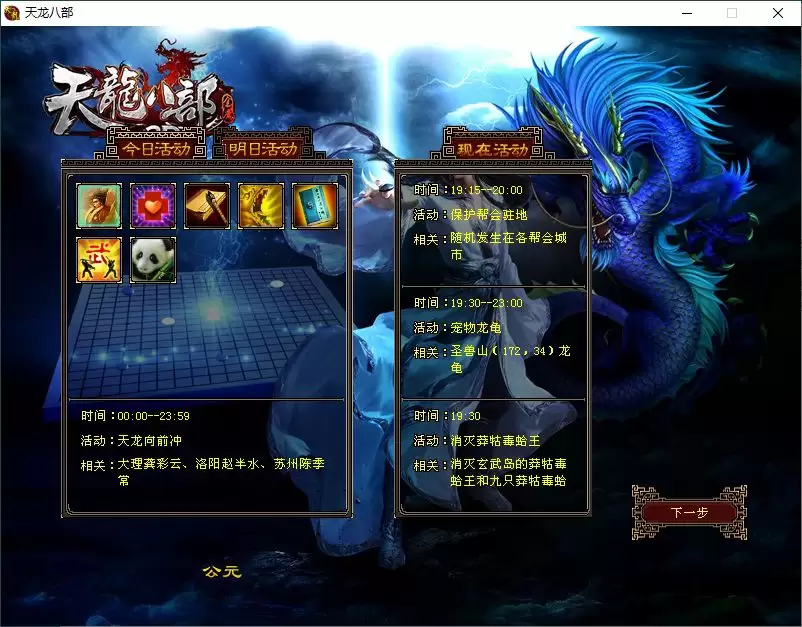 天龙八部
天龍八部
今日活动
明日活动
现在活动
武
时间：00:00--23:59
活动：天龙向前冲
相关：大理龚彩云、洛阳赵半水、苏州陈季
常
时间：19:15--20:00
活动：保护帮会驻地
相关：随机发生在各帮会城
市
时间：19:30--23:00
活动：宠物龙龟
相关：圣兽山（172,34）龙
龟
时间：19:30
活动：消灭莽牯毒蛤王
相关：消灭玄武岛的莽牯毒
蛤王和九只莽牯毒蛤
下一步
公元